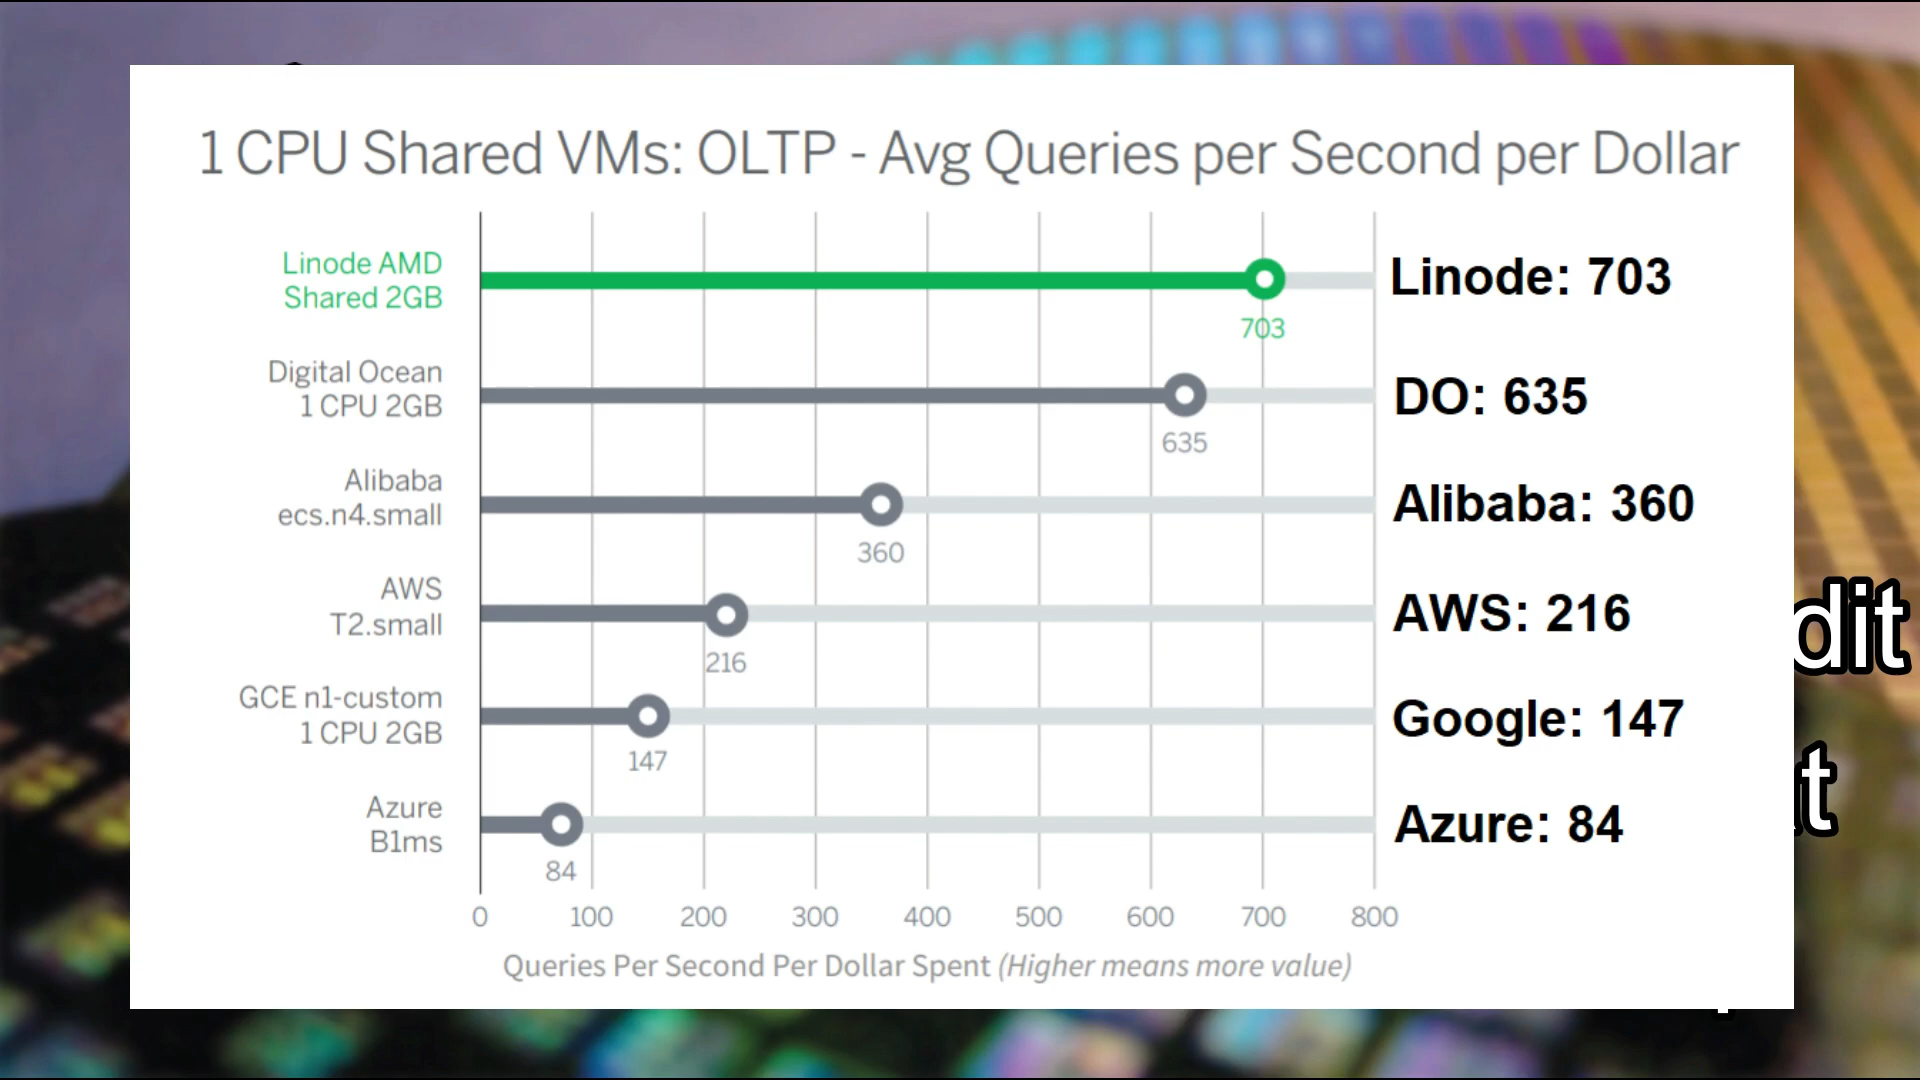 1 CPU Shared VMs: OLTP - Avg Queries per Second per Dollar
Linode AMD
Shared 2GB
703
Linode: 703
Digital Ocean
1 CPU 2GB
635
DO: 635
Alibaba
ecs.n4.small
360
Alibaba: 360
AWS
T2.small
216
AWS: 216
GCE n1-custom
1 CPU 2GB
147
Google: 147
Azure
B1ms
84
Azure: 84
0 100 200 300 400 500 600 700 800
Queries Per Second Per Dollar Spent (Higher means more value)